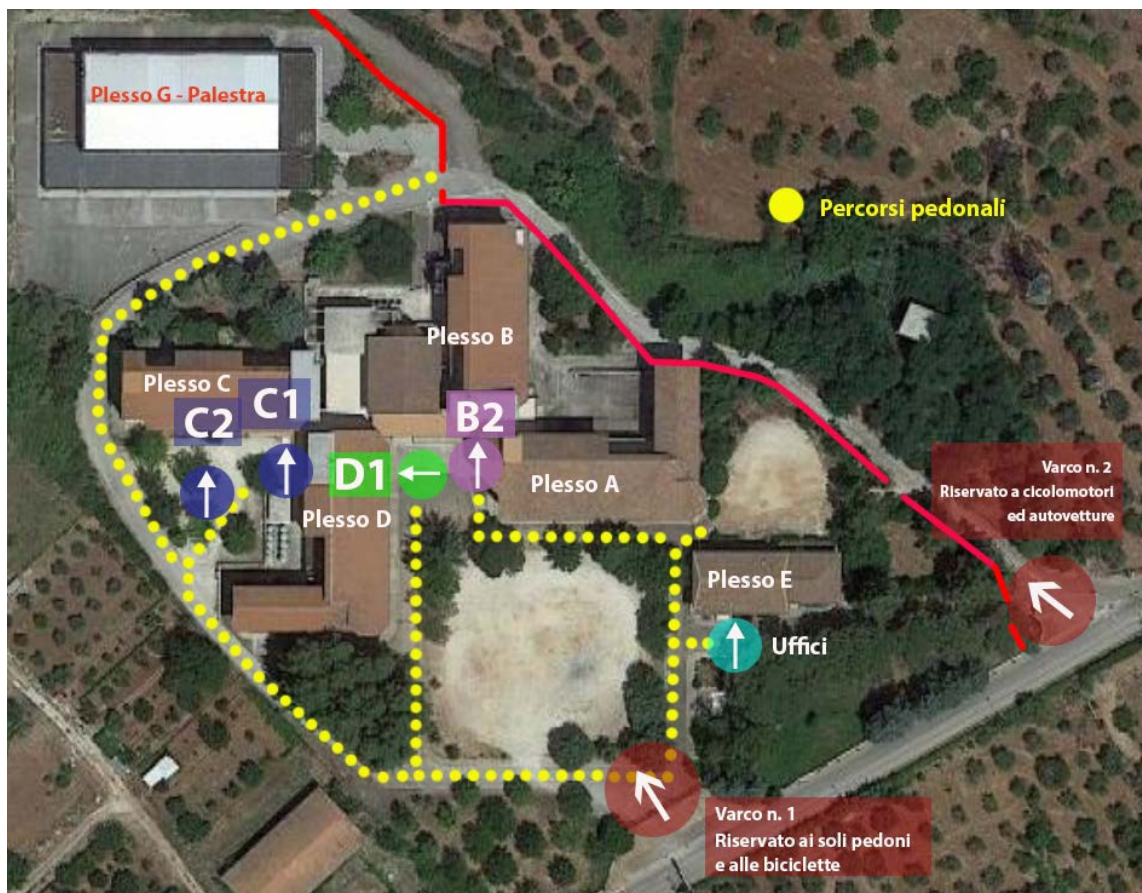 Plesso G - Palestra
Percorsi pedonali
Plesso B
Plesso C
C1
C2
B2
D1
Plesso A
Plesso D
Varco n. 2
Riservato a cicolomotori
ed autovetture
Plesso E
Uffici
Varco n. 1
Riservato ai soli pedoni
e alle biciclette